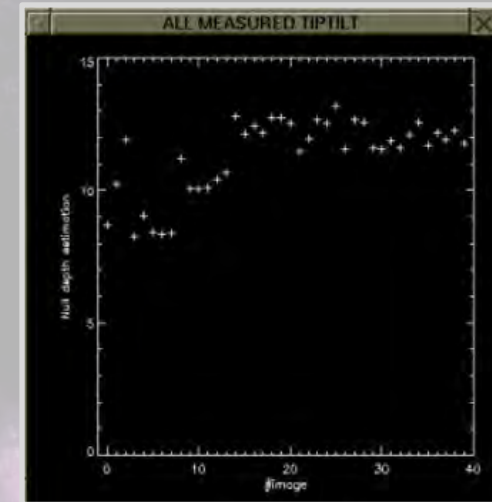 ALL MEASURED TIPTILT
15
10
5
0
Null depth estimation
0 10 20 30 40
#image